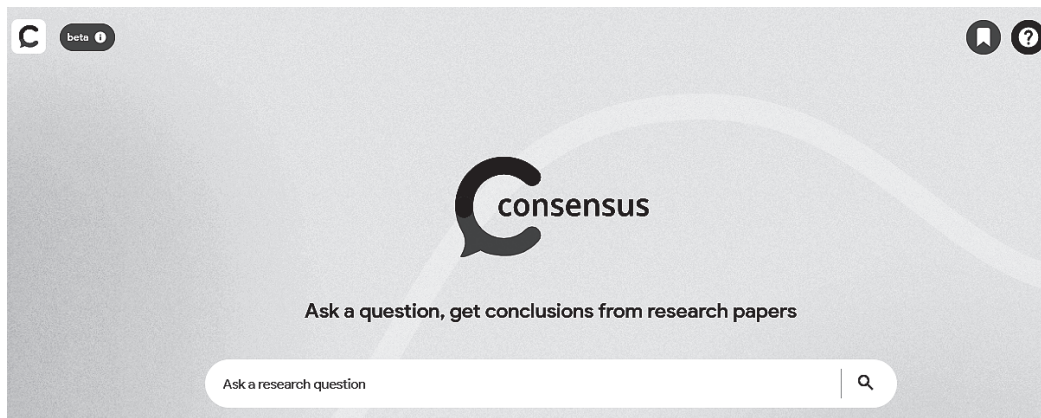 beta
consensus
Ask a question, get conclusions from research papers
Ask a research question